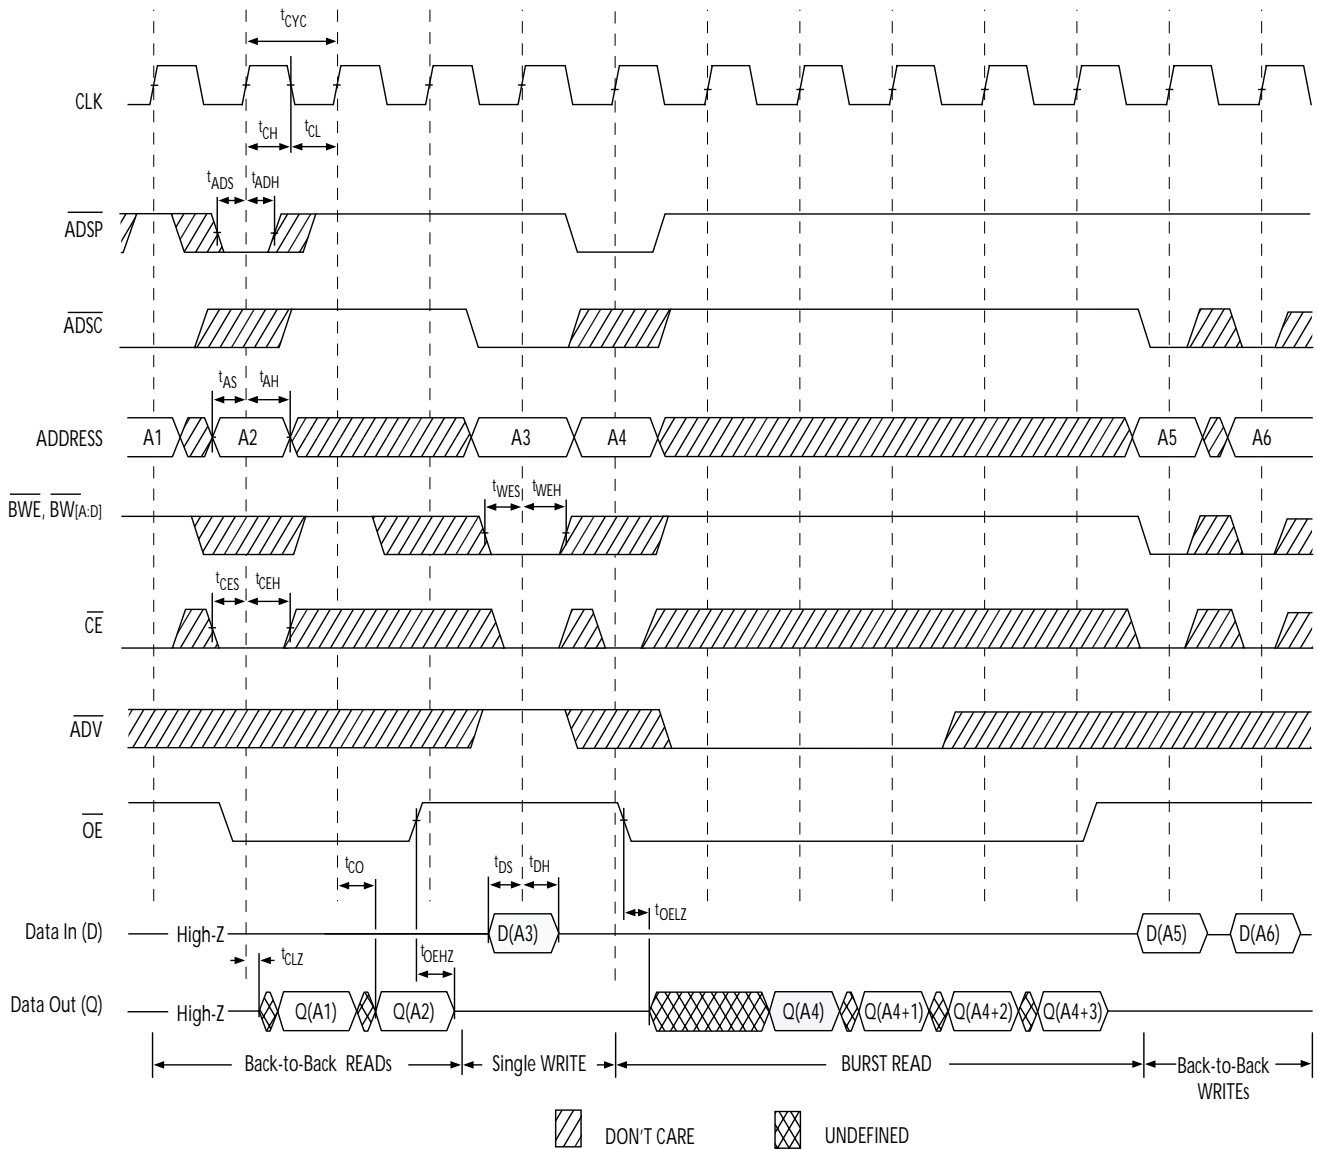 tCYC
CLK
tCH tCL
tADS tADH
ADSP
ADSC
tAS tAH
ADDRESS A1 A2 A3 A4 A5 A6
tWES tWEH
BWE, BW[A:D]
tCES tCEH
CE
ADV
OE
tCO tDS tDH
tOELZ
Data In (D) High-Z D(A3) D(A5) D(A6)
tCLZ tOEHZ
Data Out (Q) High-Z Q(A1) Q(A2) Q(A4) Q(A4+1) Q(A4+2) Q(A4+3)
Back-to-Back READs Single WRITE BURST READ Back-to-Back
WRITEs
DON'T CARE UNDEFINED